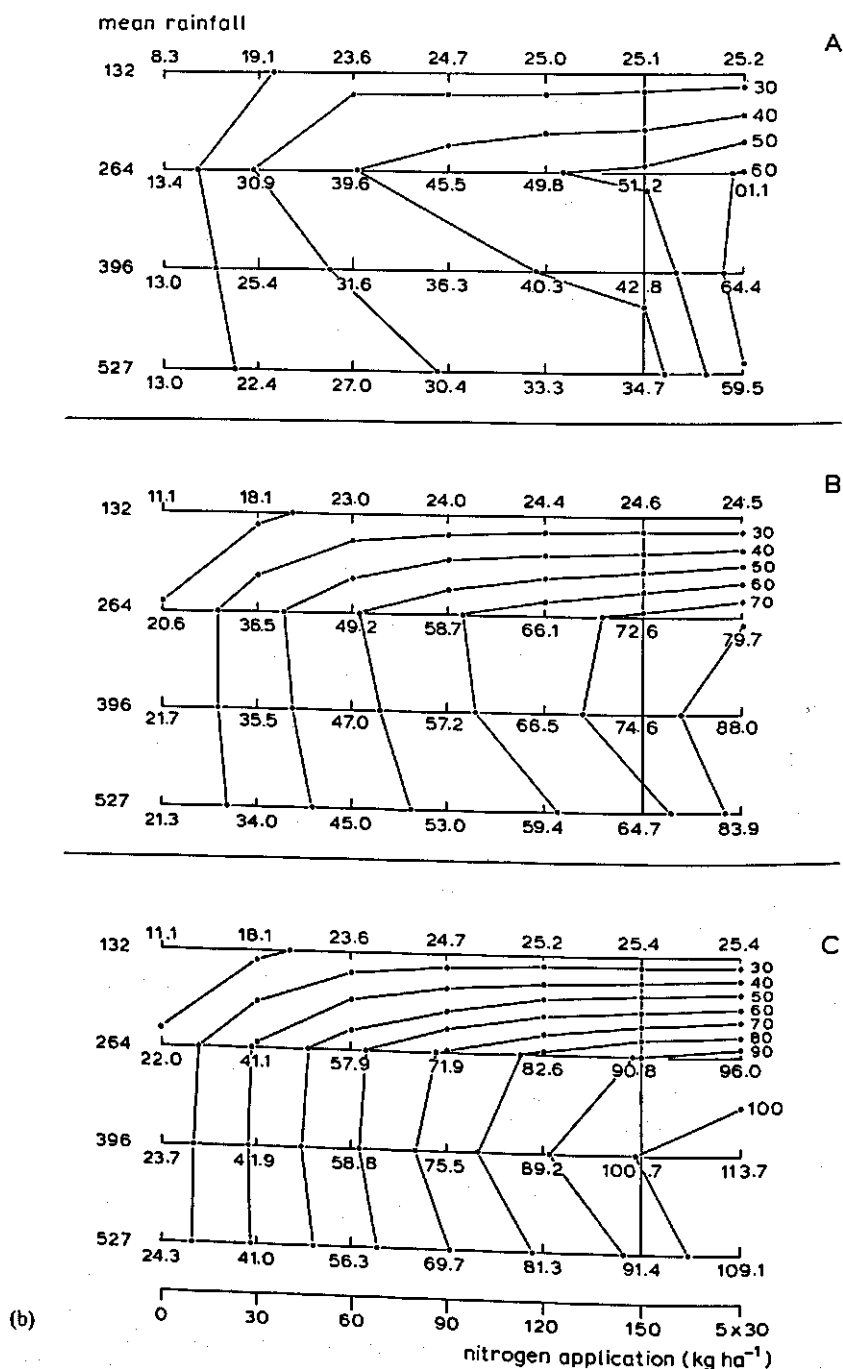 mean rainfall
A
8.3 19.1 23.6 24.7 25.0 25.1 25.2
132
30
40
50
264
60
13.4 30.9 39.6 45.5 49.8 51.2 01.1
396
13.0 25.4 31.6 36.3 40.3 42.8 64.4
527
13.0 22.4 27.0 30.4 33.3 34.7 59.5
B
11.1 18.1 23.0 24.0 24.4 24.6 24.5
132
30
40
50
60
264
70
20.6 36.5 49.2 58.7 66.1 72.6 79.7
396
21.7 35.5 47.0 57.2 66.5 74.6 88.0
527
21.3 34.0 45.0 53.0 59.4 64.7 83.9
C
11.1 18.1 23.6 24.7 25.2 25.4 25.4
132
30
40
50
60
70
80
264
90
22.0 41.1 57.9 71.9 82.6 90.8 96.0
100
396
23.7 41.9 58.8 75.5 89.2 100.7 113.7
527
24.3 41.0 56.3 69.7 81.3 91.4 109.1
(b)
0 30 60 90 120 150 5x30
nitrogen application (kg ha⁻¹)